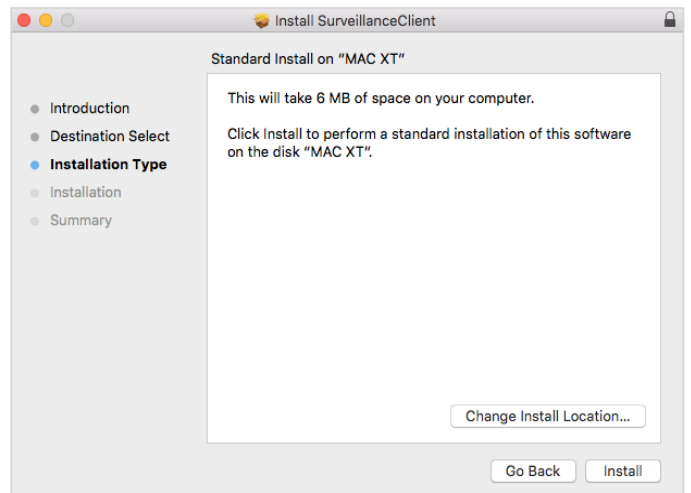 Install SurveillanceClient
Standard Install on “MAC XT”
Introduction
Destination Select
Installation Type
Installation
Summary
This will take 6 MB of space on your computer.
Click Install to perform a standard installation of this software
on the disk “MAC XT”.
Change Install Location...
Go Back
Install